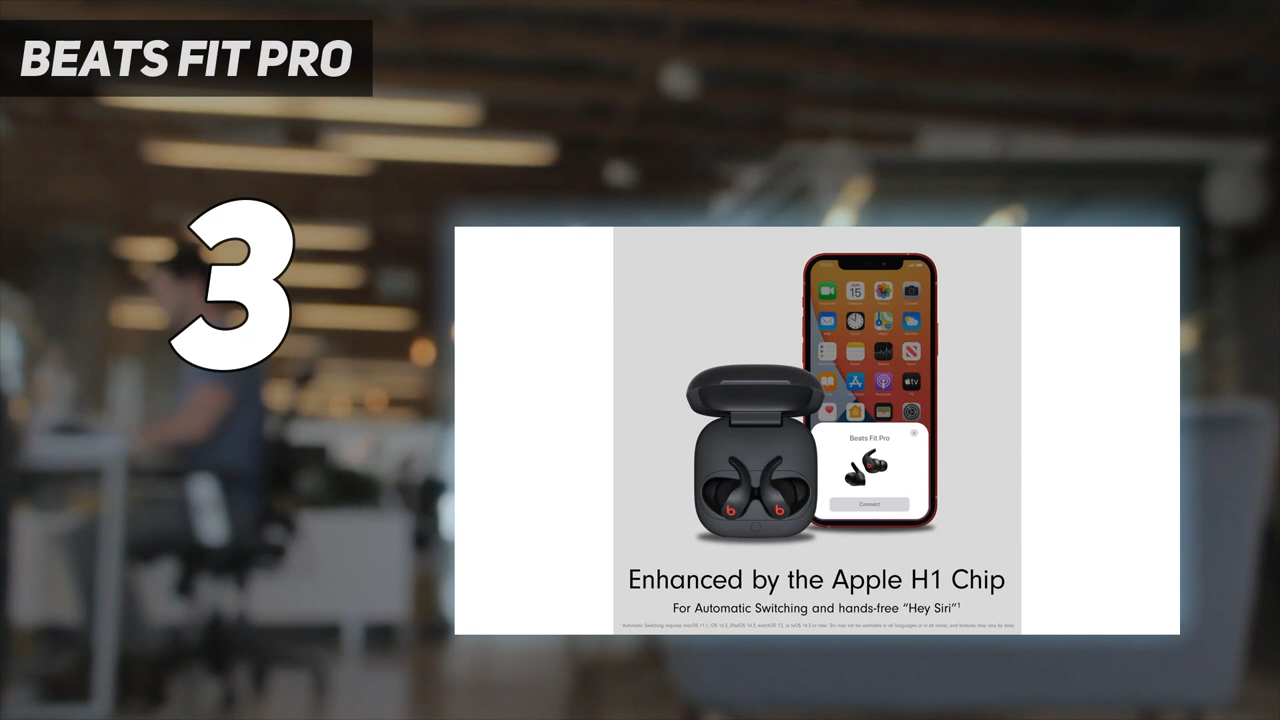 BEATS FIT PRO
3
15
Beats Fit Pro
Connect
Enhanced by the Apple H1 Chip
For Automatic Switching and hands-free “Hey Siri”¹